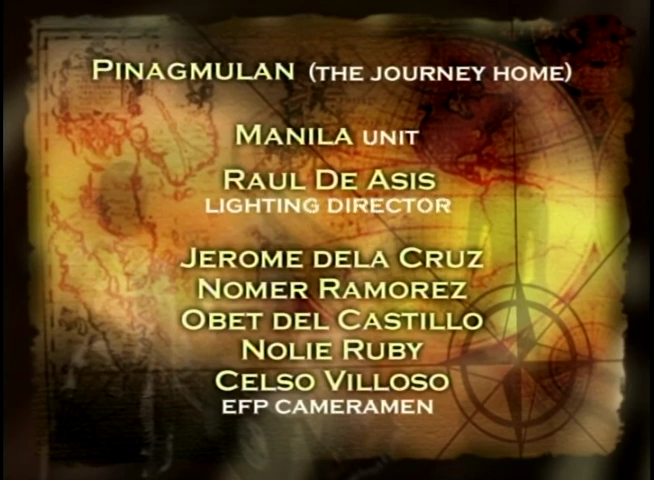 PINAGMULAN (THE JOURNEY HOME)
MANILA UNIT
RAUL DE ASIS
LIGHTING DIRECTOR
JEROME DELA CRUZ
NOMER RAMOREZ
OBET DEL CASTILLO
NOLIE RUBY
CELSO VILLOSO
EFP CAMERAMEN